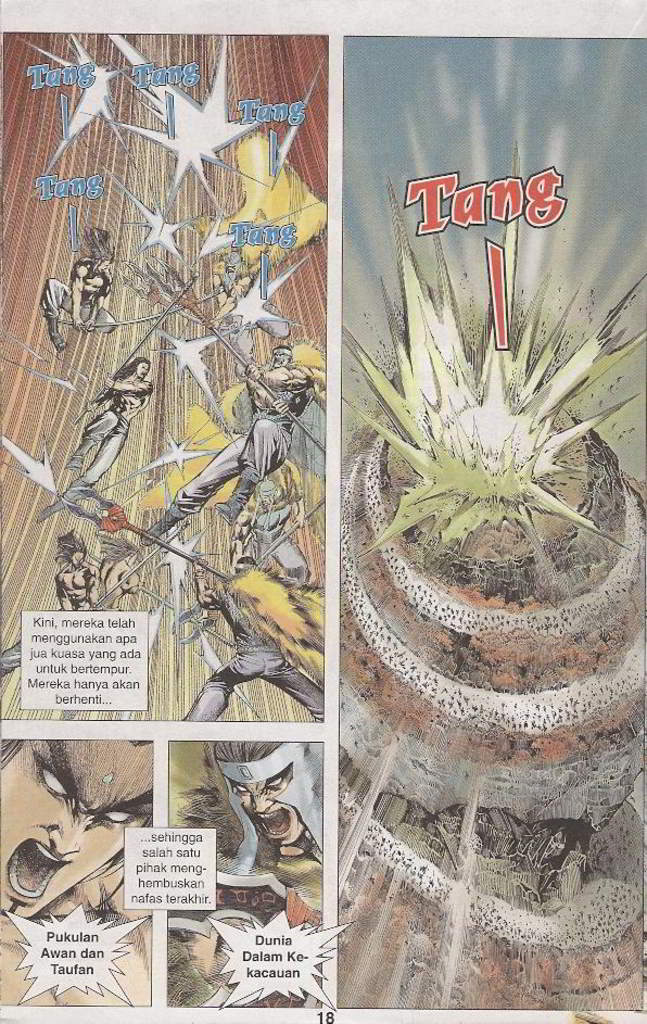 Tang
Tang
Tang
Tang
Tang
!
!
!
!
!
Kini, mereka telah
menggunakan apa
jua kuasa yang ada
untuk bertempur.
Mereka hanya akan
berhenti...
Tang
!
...sehingga
salah satu
pihak meng-
hembuskan
nafas terakhir.
Pukulan
Awan dan
Taufan
Dunia
Dalam Ke-
kacauan
18